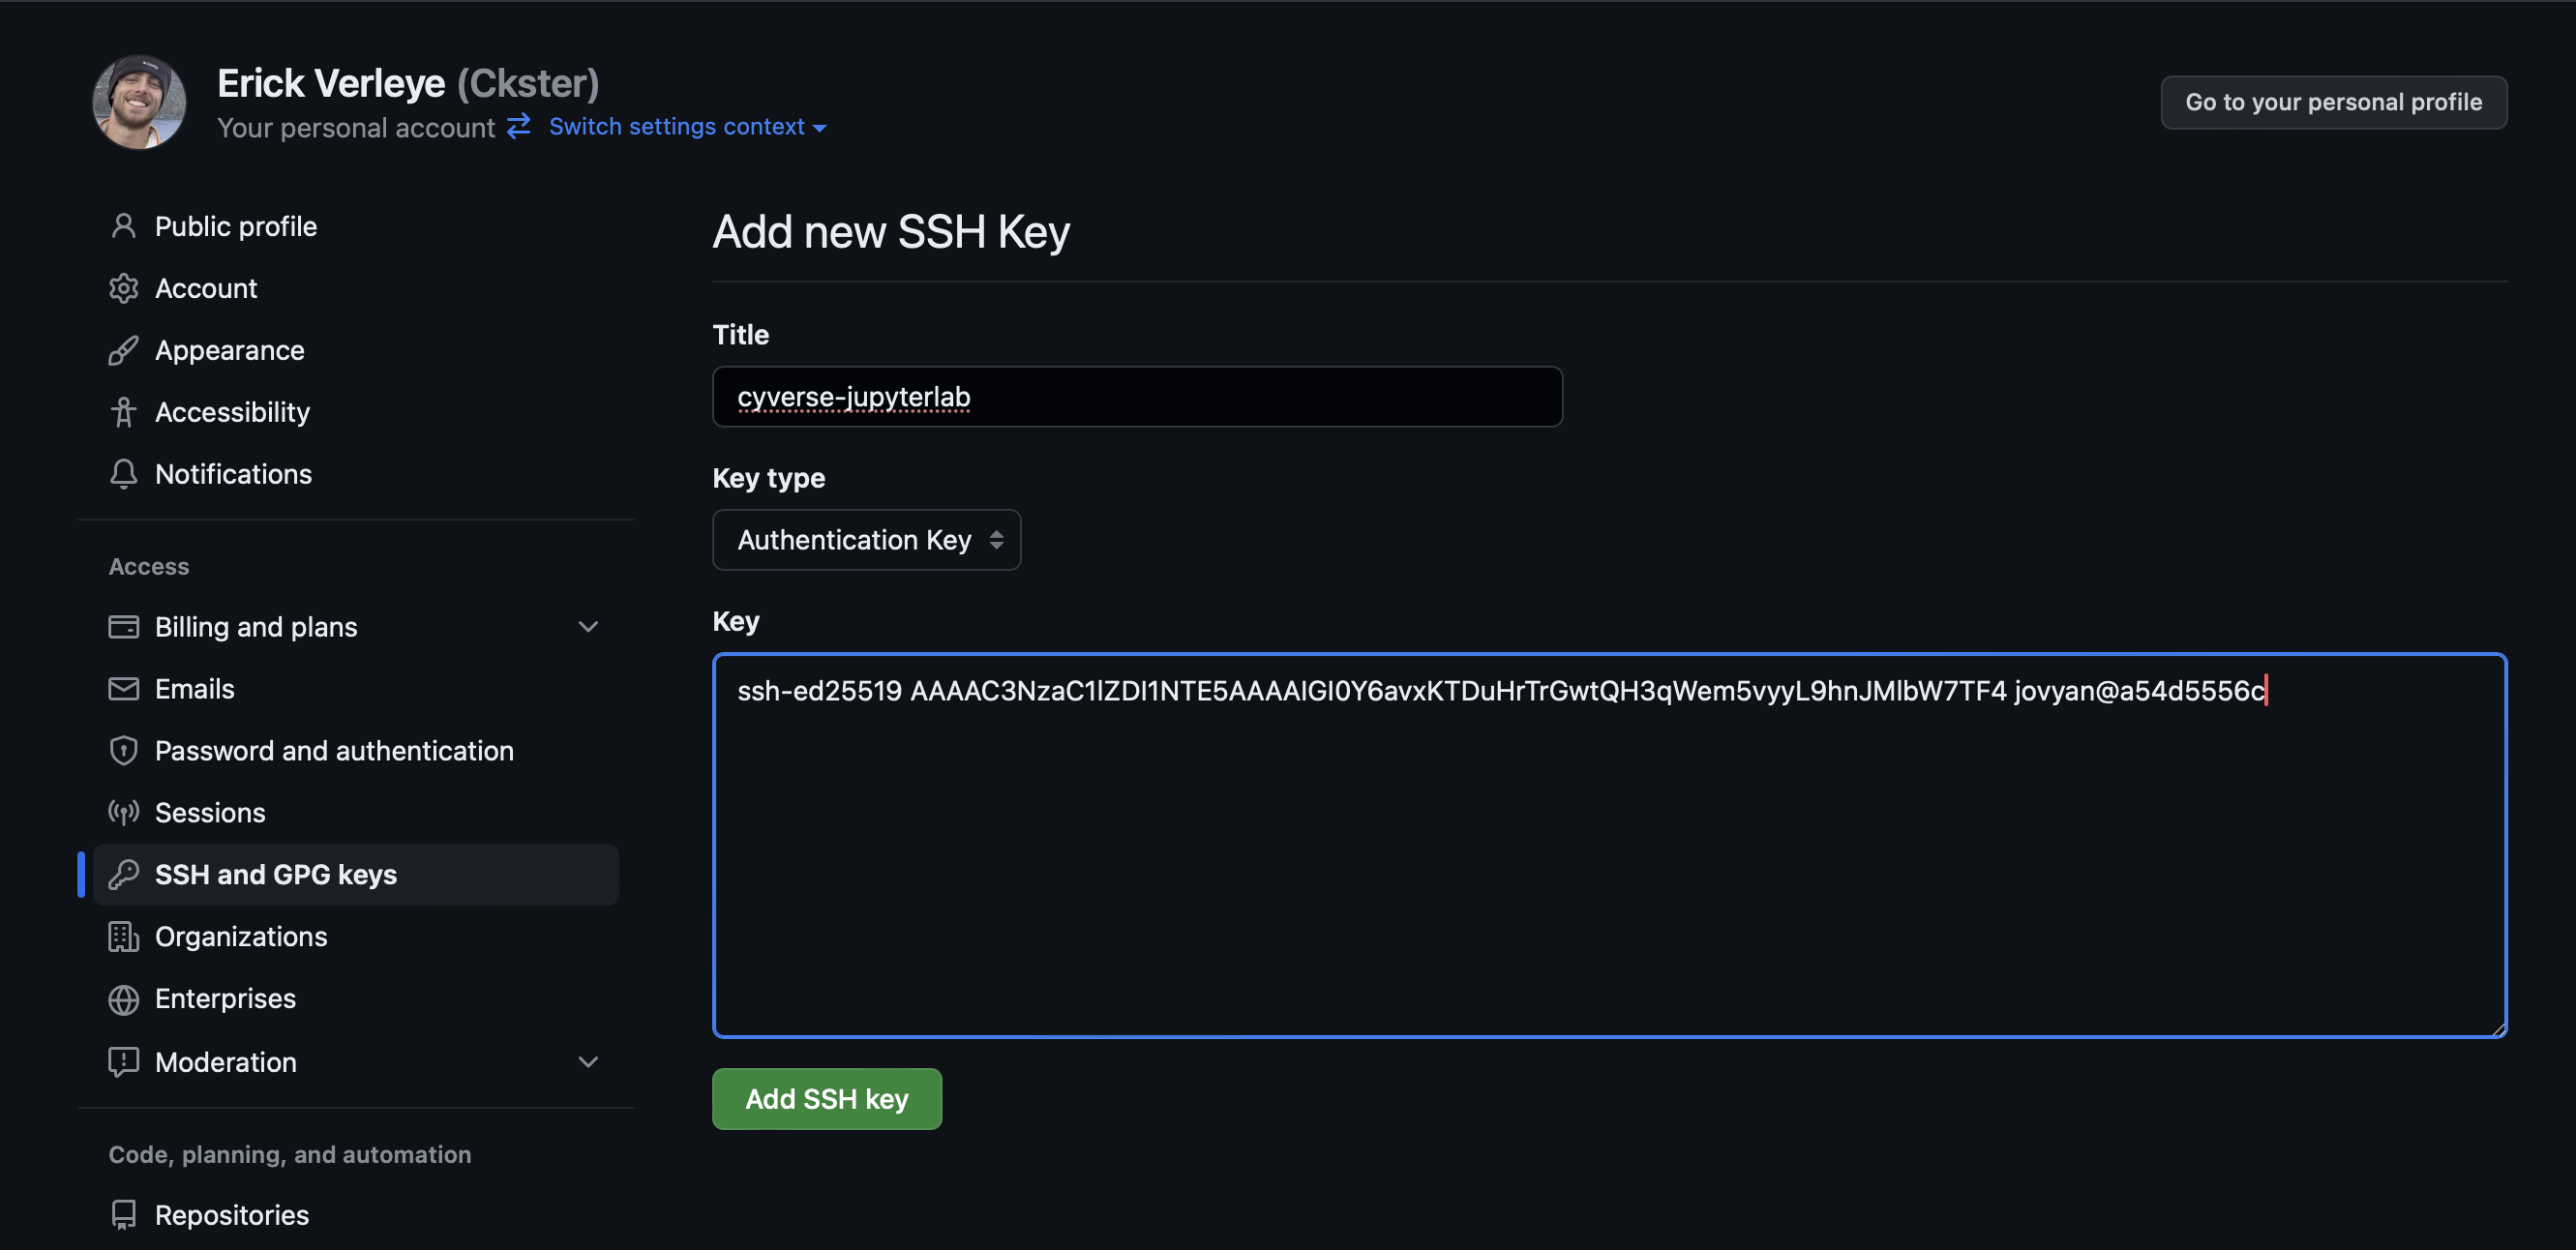 Erick Verleye (Ckster)
Your personal account Switch settings context
Go to your personal profile
Public profile
Account
Appearance
Accessibility
Notifications
Access
Billing and plans
Emails
Password and authentication
Sessions
SSH and GPG keys
Organizations
Enterprises
Moderation
Code, planning, and automation
Repositories
Add new SSH Key
Title
cyverse-jupyterlab
Key type
Authentication Key
Key
ssh-ed25519 AAAAC3NzaC1lZDI1NTE5AAAAIGI0Y6avxKTDuHrTrGwtQH3qWem5vyyL9hnJMlbW7TF4 jovyan@a54d5556c
Add SSH key